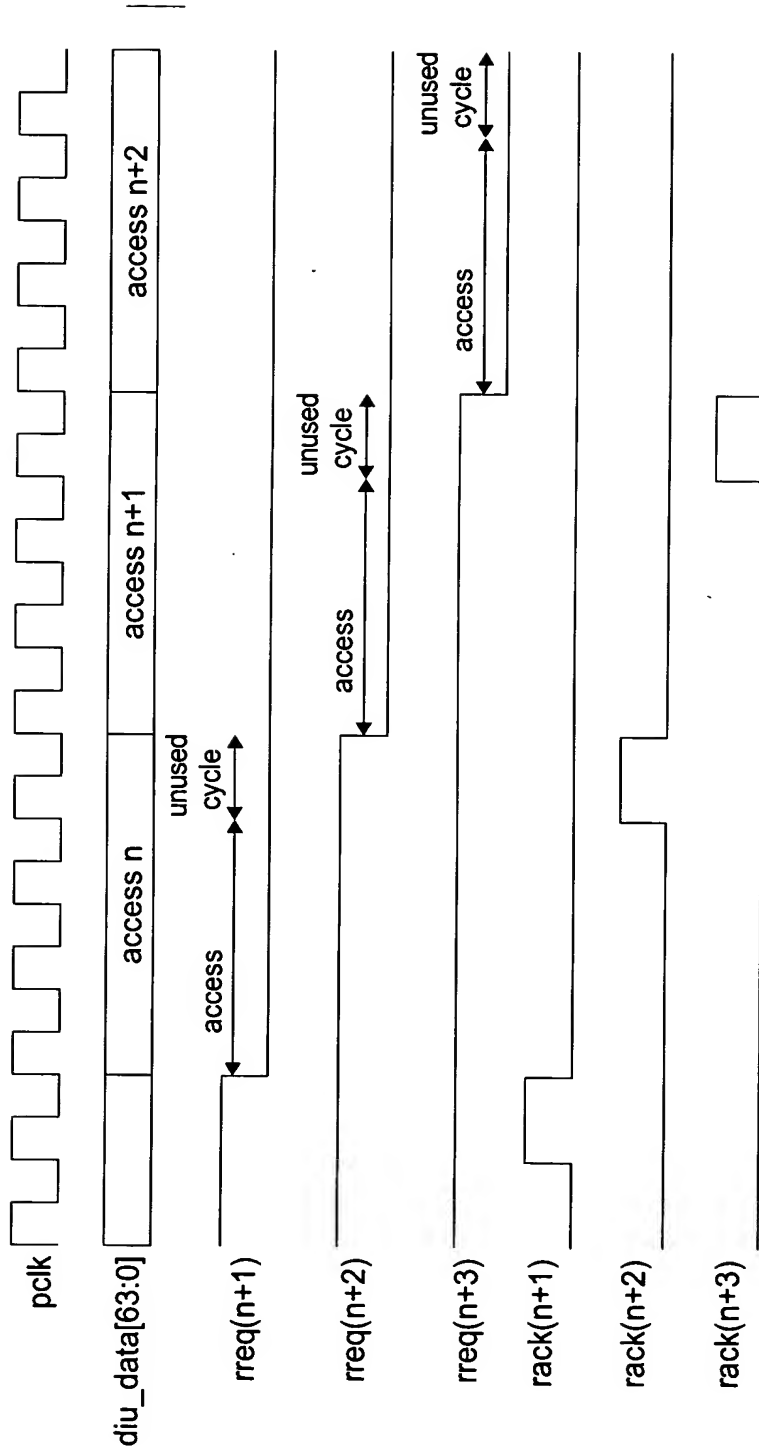 pclk
diu_data[63:0]
access n
access n+1
access n+2
rreq(n+1)
access
unused
cycle
rreq(n+2)
access
unused
cycle
rreq(n+3)
access
unused
cycle
rack(n+1)
rack(n+2)
rack(n+3)